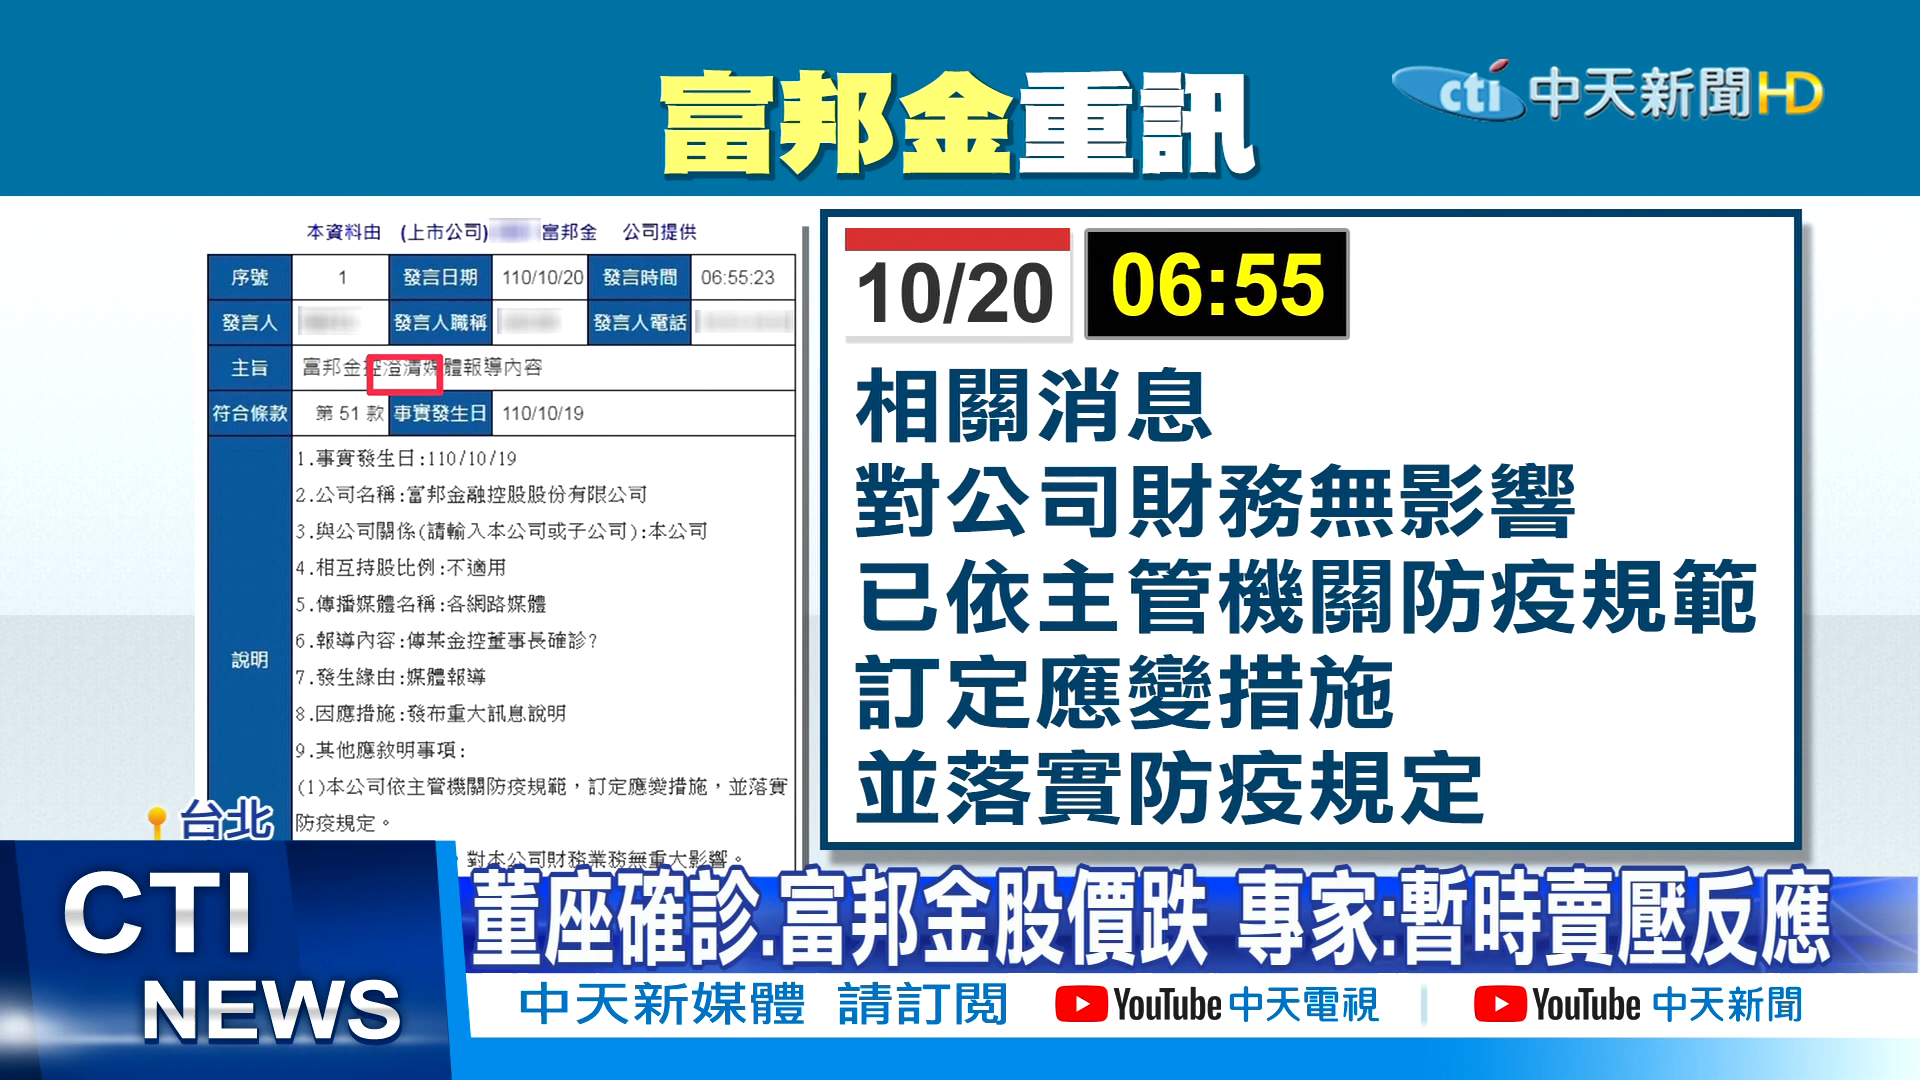 富邦金重訊
cti 中天新聞HD
本資料由 (上市公司) 富邦金 公司提供
序號 1 發言日期 110/10/20 發言時間 06:55:23
發言人 發言人職稱 發言人電話
主旨 富邦金控澄清媒體報導內容
符合條款 第 51 款 事實發生日 110/10/19
說明
1.事實發生日:110/10/19
2.公司名稱:富邦金融控股股份有限公司
3.與公司關係(請輸入本公司或子公司):本公司
4.相互持股比例:不適用
5.傳播媒體名稱:各網路媒體
6.報導內容:傳某金控董事長確診?
7.發生緣由:媒體報導
8.因應措施:發布重大訊息說明
9.其他應敘明事項:
(1)本公司依主管機關防疫規範，訂定應變措施，並落實
防疫規定。
對本公司財務業務無重大影響。
10/20 06:55
相關消息
對公司財務無影響
已依主管機關防疫規範
訂定應變措施
並落實防疫規定
台北
CTI
NEWS
董座確診.富邦金股價跌 專家:暫時賣壓反應
中天新媒體 請訂閱 YouTube 中天電視 | YouTube 中天新聞